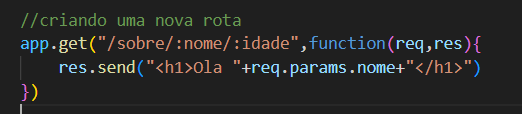 //criando uma nova rota
app.get("/sobre/:nome/:idade",function(req,res){
    res.send("<h1>Ola "+req.params.nome+"</h1>")
})